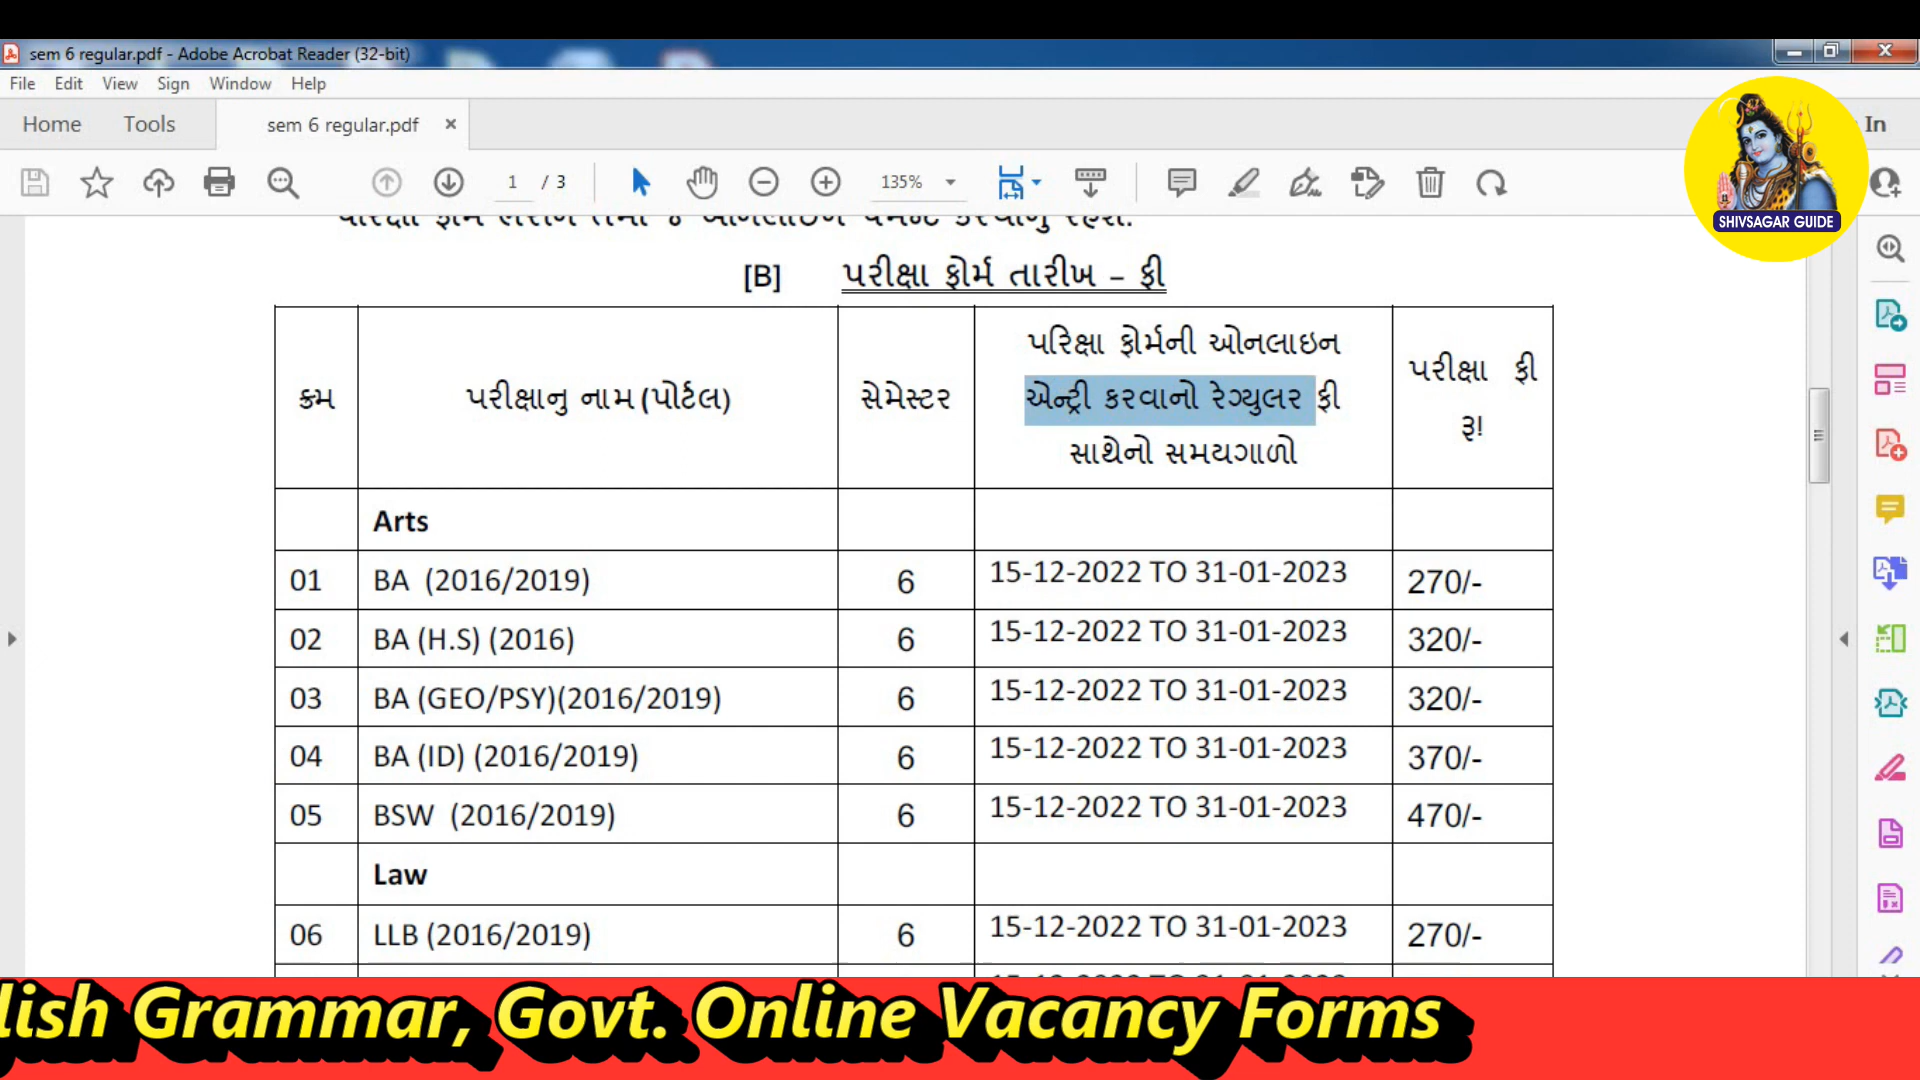 sem 6 regular.pdf - Adobe Acrobat Reader (32-bit)
File Edit View Sign Window Help
Home Tools sem 6 regular.pdf × In
1 / 3 135%
SHIVSAGAR GUIDE
[B] પરીક્ષા ફોર્મ તારીખ – ફી
ક્રમ પરીક્ષાનુ નામ (પોર્ટલ) સેમેસ્ટર પરિક્ષા ફોર્મની ઓનલાઇન એન્ટ્રી કરવાનો રેગ્યુલર ફી સાથેનો સમયગાળો પરીક્ષા ફી રૂ!
Arts
01 BA (2016/2019) 6 15-12-2022 TO 31-01-2023 270/-
02 BA (H.S) (2016) 6 15-12-2022 TO 31-01-2023 320/-
03 BA (GEO/PSY)(2016/2019) 6 15-12-2022 TO 31-01-2023 320/-
04 BA (ID) (2016/2019) 6 15-12-2022 TO 31-01-2023 370/-
05 BSW (2016/2019) 6 15-12-2022 TO 31-01-2023 470/-
Law
06 LLB (2016/2019) 6 15-12-2022 TO 31-01-2023 270/-
lish Grammar, Govt. Online Vacancy Forms